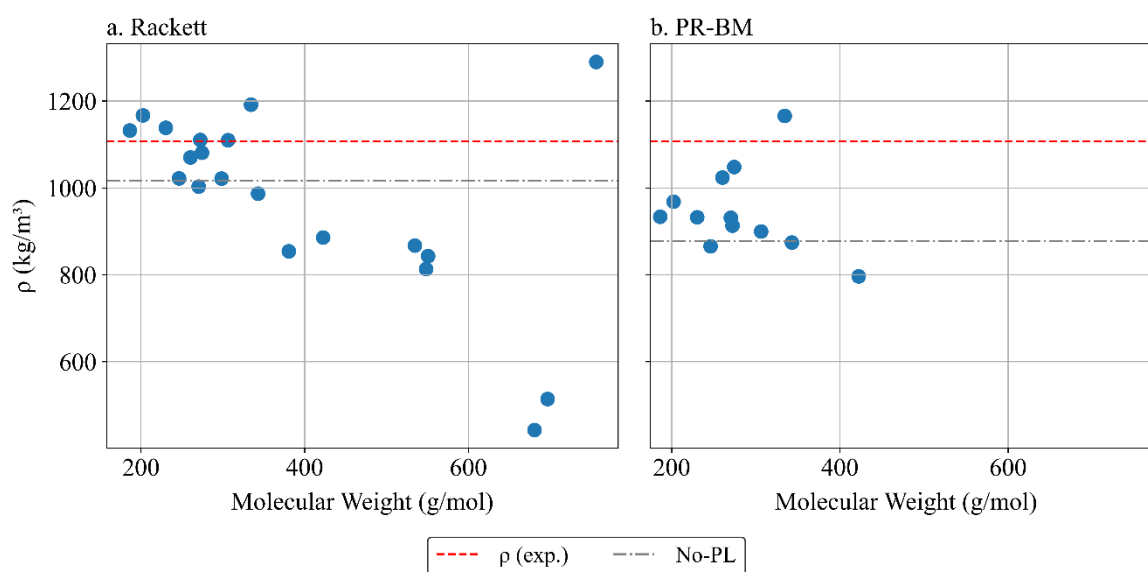 a. Rackett
b. PR-BM
1200
1000
800
600
ρ (kg/m³)
200
400
600
200
400
600
Molecular Weight (g/mol)
Molecular Weight (g/mol)
ρ (exp.)
No-PL